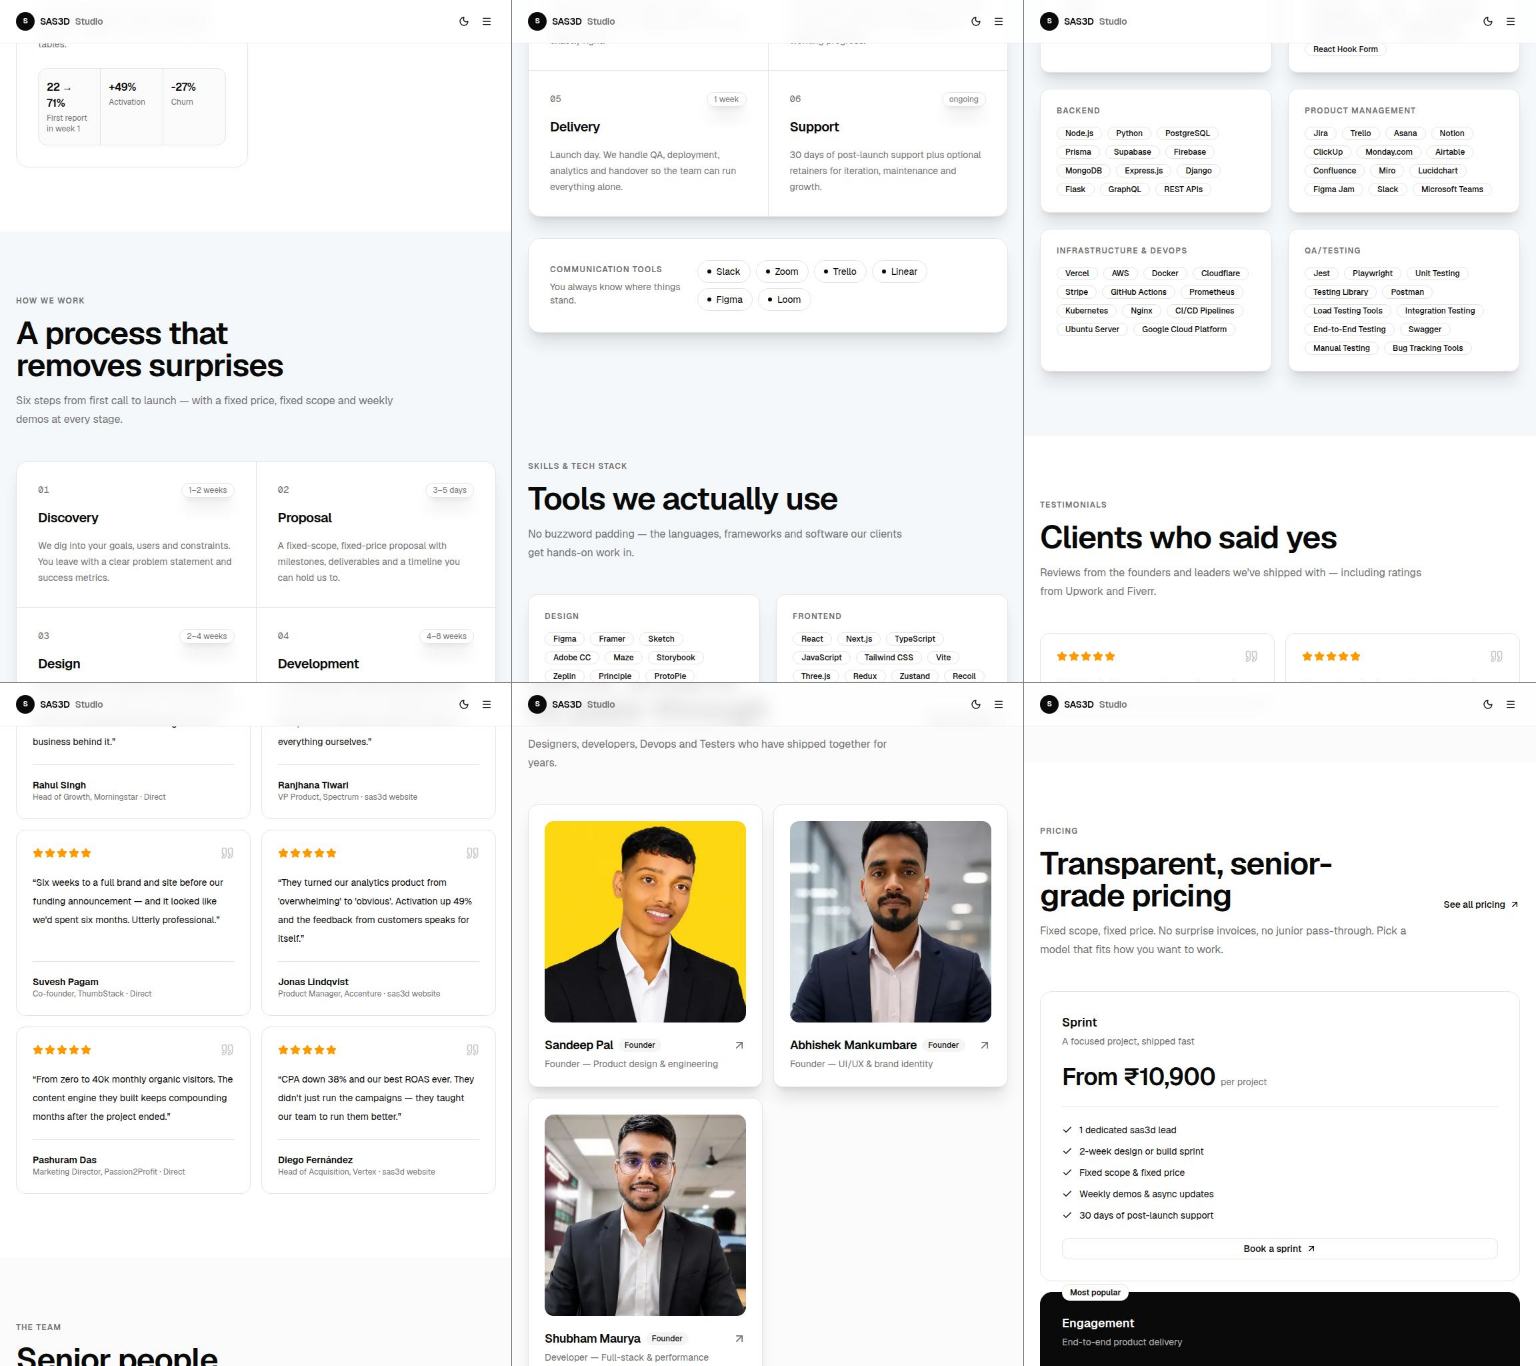 S SAS3D Studio
tables.
22 → 71%
First report in week 1
+49%
Activation
-27%
Churn
HOW WE WORK
A process that
removes surprises
Six steps from first call to launch — with a fixed price, fixed scope and weekly
demos at every stage.
01
1–2 weeks
Discovery
We dig into your goals, users and constraints.
You leave with a clear problem statement and
success metrics.
02
3–5 days
Proposal
A fixed-scope, fixed-price proposal with
milestones, deliverables and a timeline you
can hold us to.
03
2–4 weeks
Design
04
4–8 weeks
Development
S SAS3D Studio
05
1 week
Delivery
Launch day. We handle QA, deployment,
analytics and handover so the team can run
everything alone.
06
ongoing
Support
30 days of post-launch support plus optional
retainers for iteration, maintenance and
growth.
COMMUNICATION TOOLS
You always know where things
stand.
Slack Zoom Trello Linear
Figma Loom
SKILLS & TECH STACK
Tools we actually use
No buzzword padding — the languages, frameworks and software our clients
get hands-on work in.
DESIGN
Figma Framer Sketch
Adobe CC Maze Storybook
Zeplin Principle ProtoPie
FRONTEND
React Next.js TypeScript
JavaScript Tailwind CSS Vite
Three.js Redux Zustand Recoil
S SAS3D Studio
React Hook Form
BACKEND
Node.js Python PostgreSQL
Prisma Supabase Firebase
MongoDB Express.js Django
Flask GraphQL REST APIs
PRODUCT MANAGEMENT
Jira Trello Asana Notion
ClickUp Monday.com Airtable
Confluence Miro Lucidchart
Figma Jam Slack Microsoft Teams
INFRASTRUCTURE & DEVOPS
Vercel AWS Docker Cloudflare
Stripe GitHub Actions Prometheus
Kubernetes Nginx CI/CD Pipelines
Ubuntu Server Google Cloud Platform
QA/TESTING
Jest Playwright Unit Testing
Testing Library Postman
Load Testing Tools Integration Testing
End-to-End Testing Swagger
Manual Testing Bug Tracking Tools
TESTIMONIALS
Clients who said yes
Reviews from the founders and leaders we've shipped with — including ratings
from Upwork and Fiverr.
S SAS3D Studio
business behind it."
Rahul Singh
Head of Growth, Morningstar · Direct
everything ourselves."
Ranjhana Tiwari
VP Product, Spectrum · sas3d website
"Six weeks to a full brand and site before our
funding announcement — and it looked like
we'd spent six months. Utterly professional."
Suvesh Pagam
Co-founder, ThumbStack · Direct
"They turned our analytics product from
'overwhelming' to 'obvious'. Activation up 49%
and the feedback from customers speaks for
itself."
Jonas Lindqvist
Product Manager, Accenture · sas3d website
"From zero to 40k monthly organic visitors. The
content engine they built keeps compounding
months after the project ended."
Pashuram Das
Marketing Director, Passion2Profit · Direct
"CPA down 38% and our best ROAS ever. They
didn't just run the campaigns — they taught
our team to run them better."
Diego Fernández
Head of Acquisition, Vertex · sas3d website
THE TEAM
Senior people
S SAS3D Studio
Designers, developers, Devops and Testers who have shipped together for
years.
Sandeep Pal Founder
Founder — Product design & engineering
Abhishek Mankumbare Founder
Founder — UI/UX & brand identity
Shubham Maurya Founder
Developer — Full-stack & performance
S SAS3D Studio
PRICING
Transparent, senior-
grade pricing
See all pricing
Fixed scope, fixed price. No surprise invoices, no junior pass-through. Pick a
model that fits how you want to work.
Sprint
A focused project, shipped fast
From ₹10,900 per project
1 dedicated sas3d lead
2-week design or build sprint
Fixed scope & fixed price
Weekly demos & async updates
30 days of post-launch support
Book a sprint
Most popular
Engagement
End-to-end product delivery